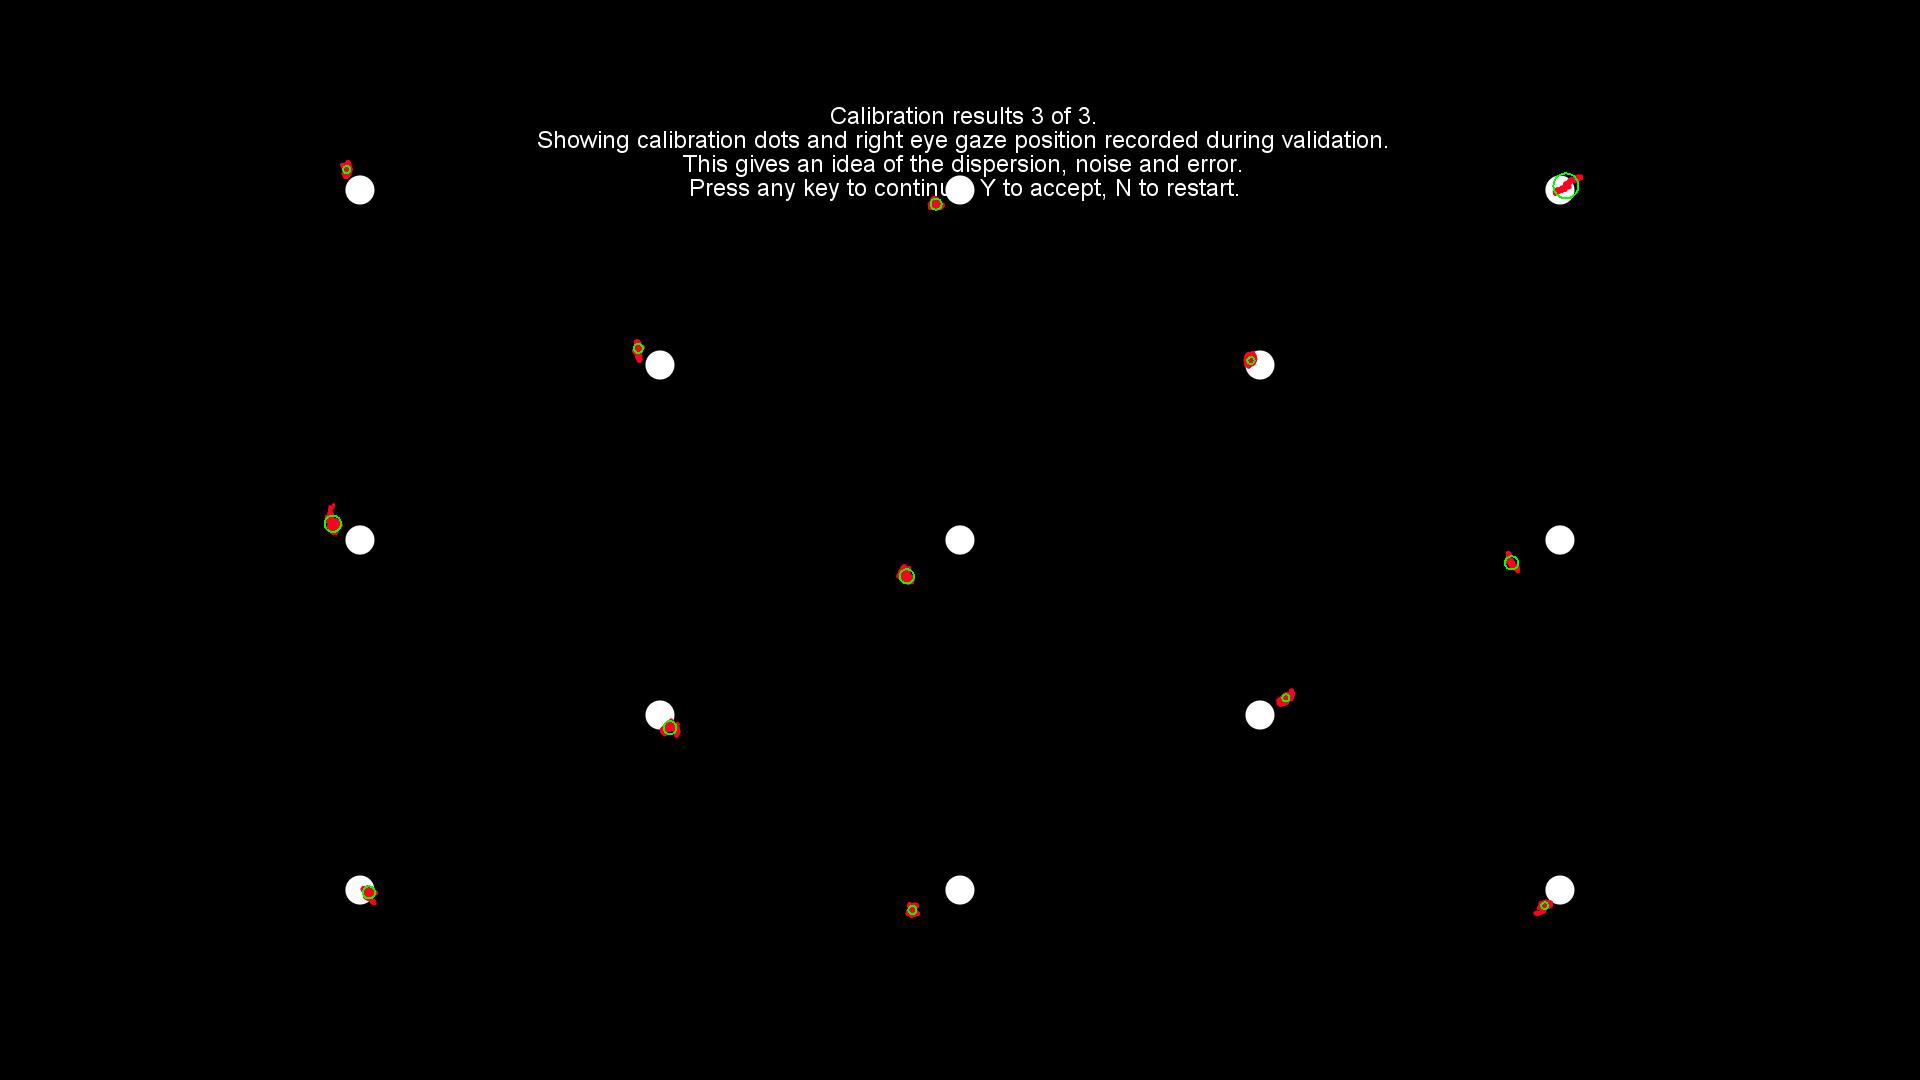 Calibration results 3 of 3.
Showing calibration dots and right eye gaze position recorded during validation.
This gives an idea of the dispersion, noise and error.
Press any key to continu Y to accept, N to restart.